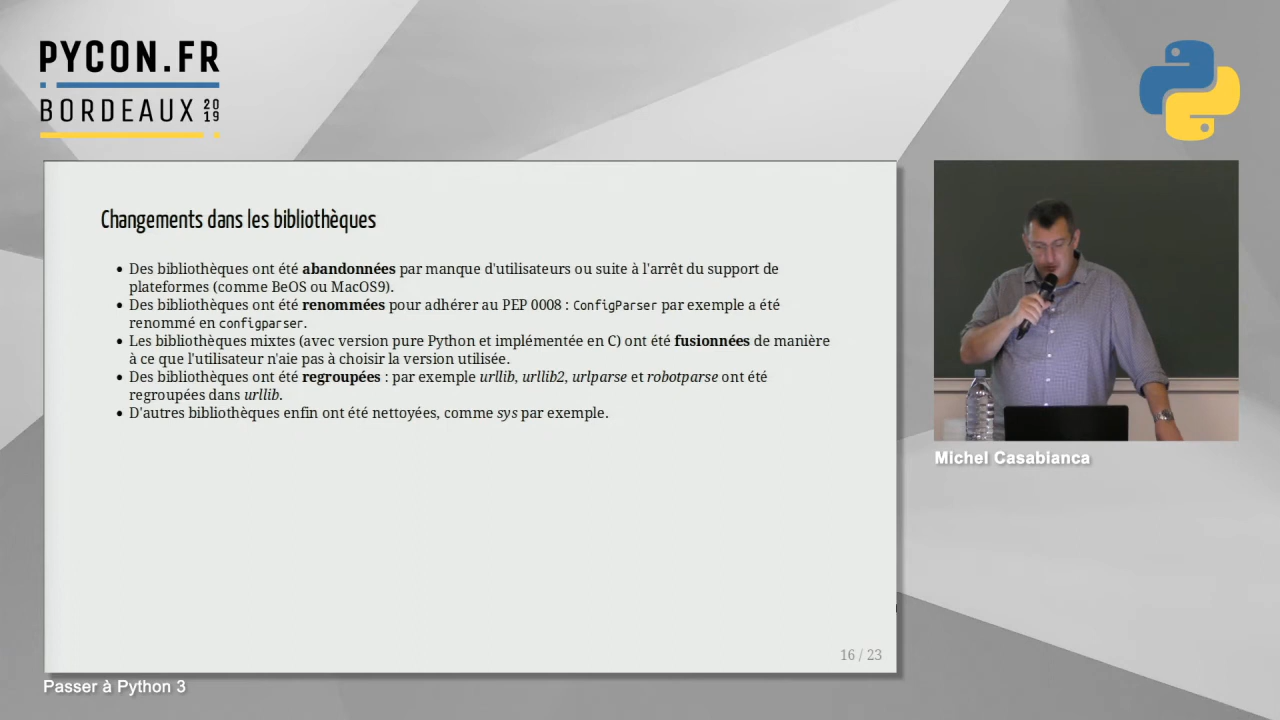 PYCON.FR
BORDEAUX 20 19
Changements dans les bibliothèques
• Des bibliothèques ont été abandonnées par manque d'utilisateurs ou suite à l'arrêt du support de
plateformes (comme BeOS ou MacOS9).
• Des bibliothèques ont été renommées pour adhérer au PEP 0008 : ConfigParser par exemple a été
renommé en configparser.
• Les bibliothèques mixtes (avec version pure Python et implémentée en C) ont été fusionnées de manière
à ce que l'utilisateur n'aie pas à choisir la version utilisée.
• Des bibliothèques ont été regroupées : par exemple urllib, urllib2, urlparse et robotparse ont été
regroupées dans urllib.
• D'autres bibliothèques enfin ont été nettoyées, comme sys par exemple.
16 / 23
Michel Casabianca
Passer à Python 3